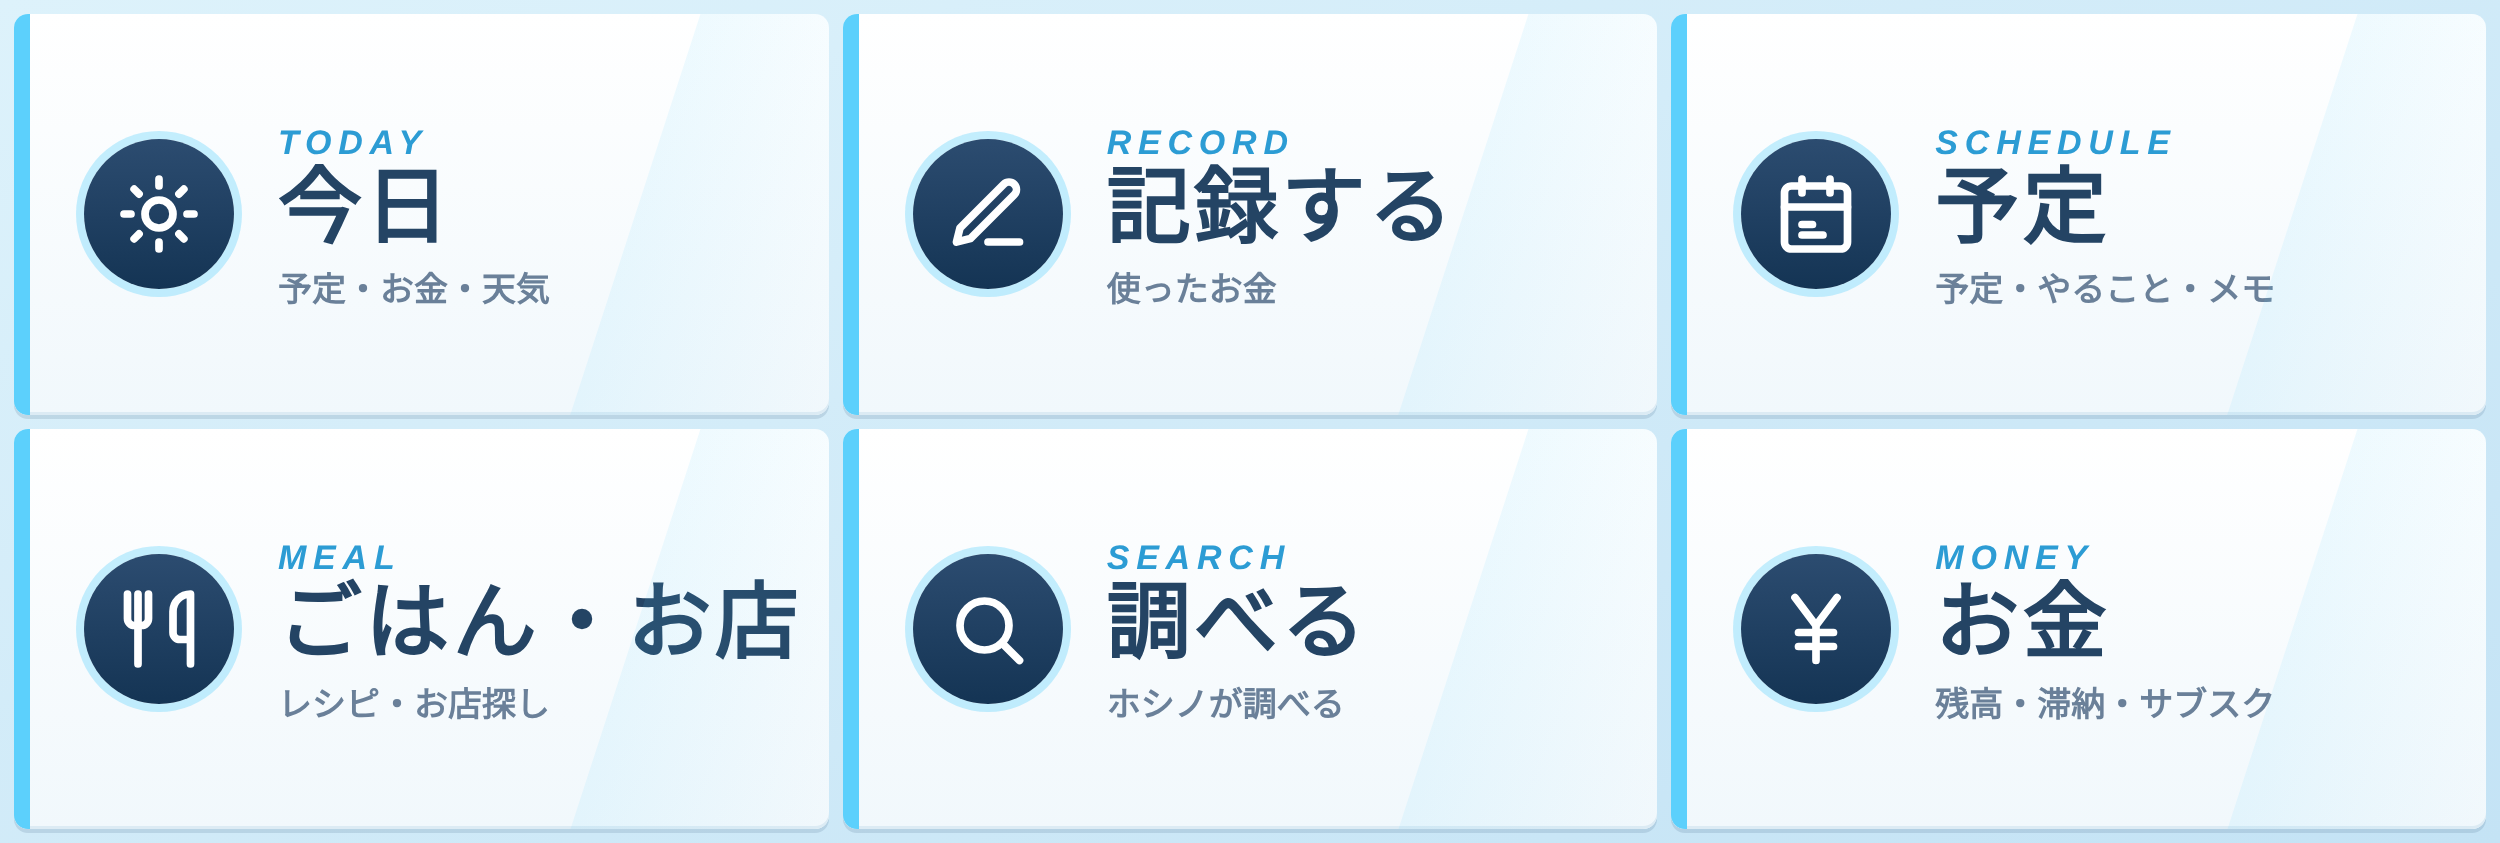 TODAY
今日
予定・お金・天気
RECORD
記録する
使ったお金
SCHEDULE
予定
予定・やること・メモ
MEAL
ごはん・お店
レシピ・お店探し
SEARCH
調べる
ホシノが調べる
MONEY
お金
残高・滞納・サブスク